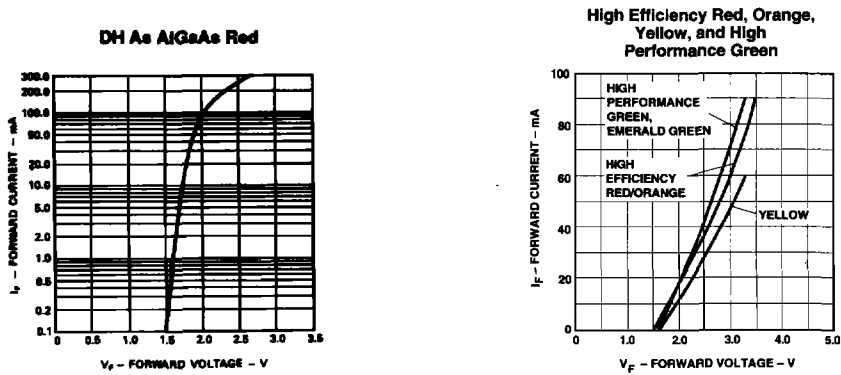 DH As AlGaAs Red
300.0
100.0
50.0
20.0
10.0
5.0
2.0
1.0
0.5
0.2
0.1
0 0.5 1.0 1.5 2.0 2.5 3.0 3.5
IF – FORWARD CURRENT – mA
VF – FORWARD VOLTAGE – V
High Efficiency Red, Orange,
Yellow, and High
Performance Green
100
80
60
40
20
0
0 1.0 2.0 3.0 4.0 5.0
IF – FORWARD CURRENT – mA
HIGH
PERFORMANCE
GREEN,
EMERALD GREEN
HIGH
EFFICIENCY
RED/ORANGE
YELLOW
VF – FORWARD VOLTAGE – V